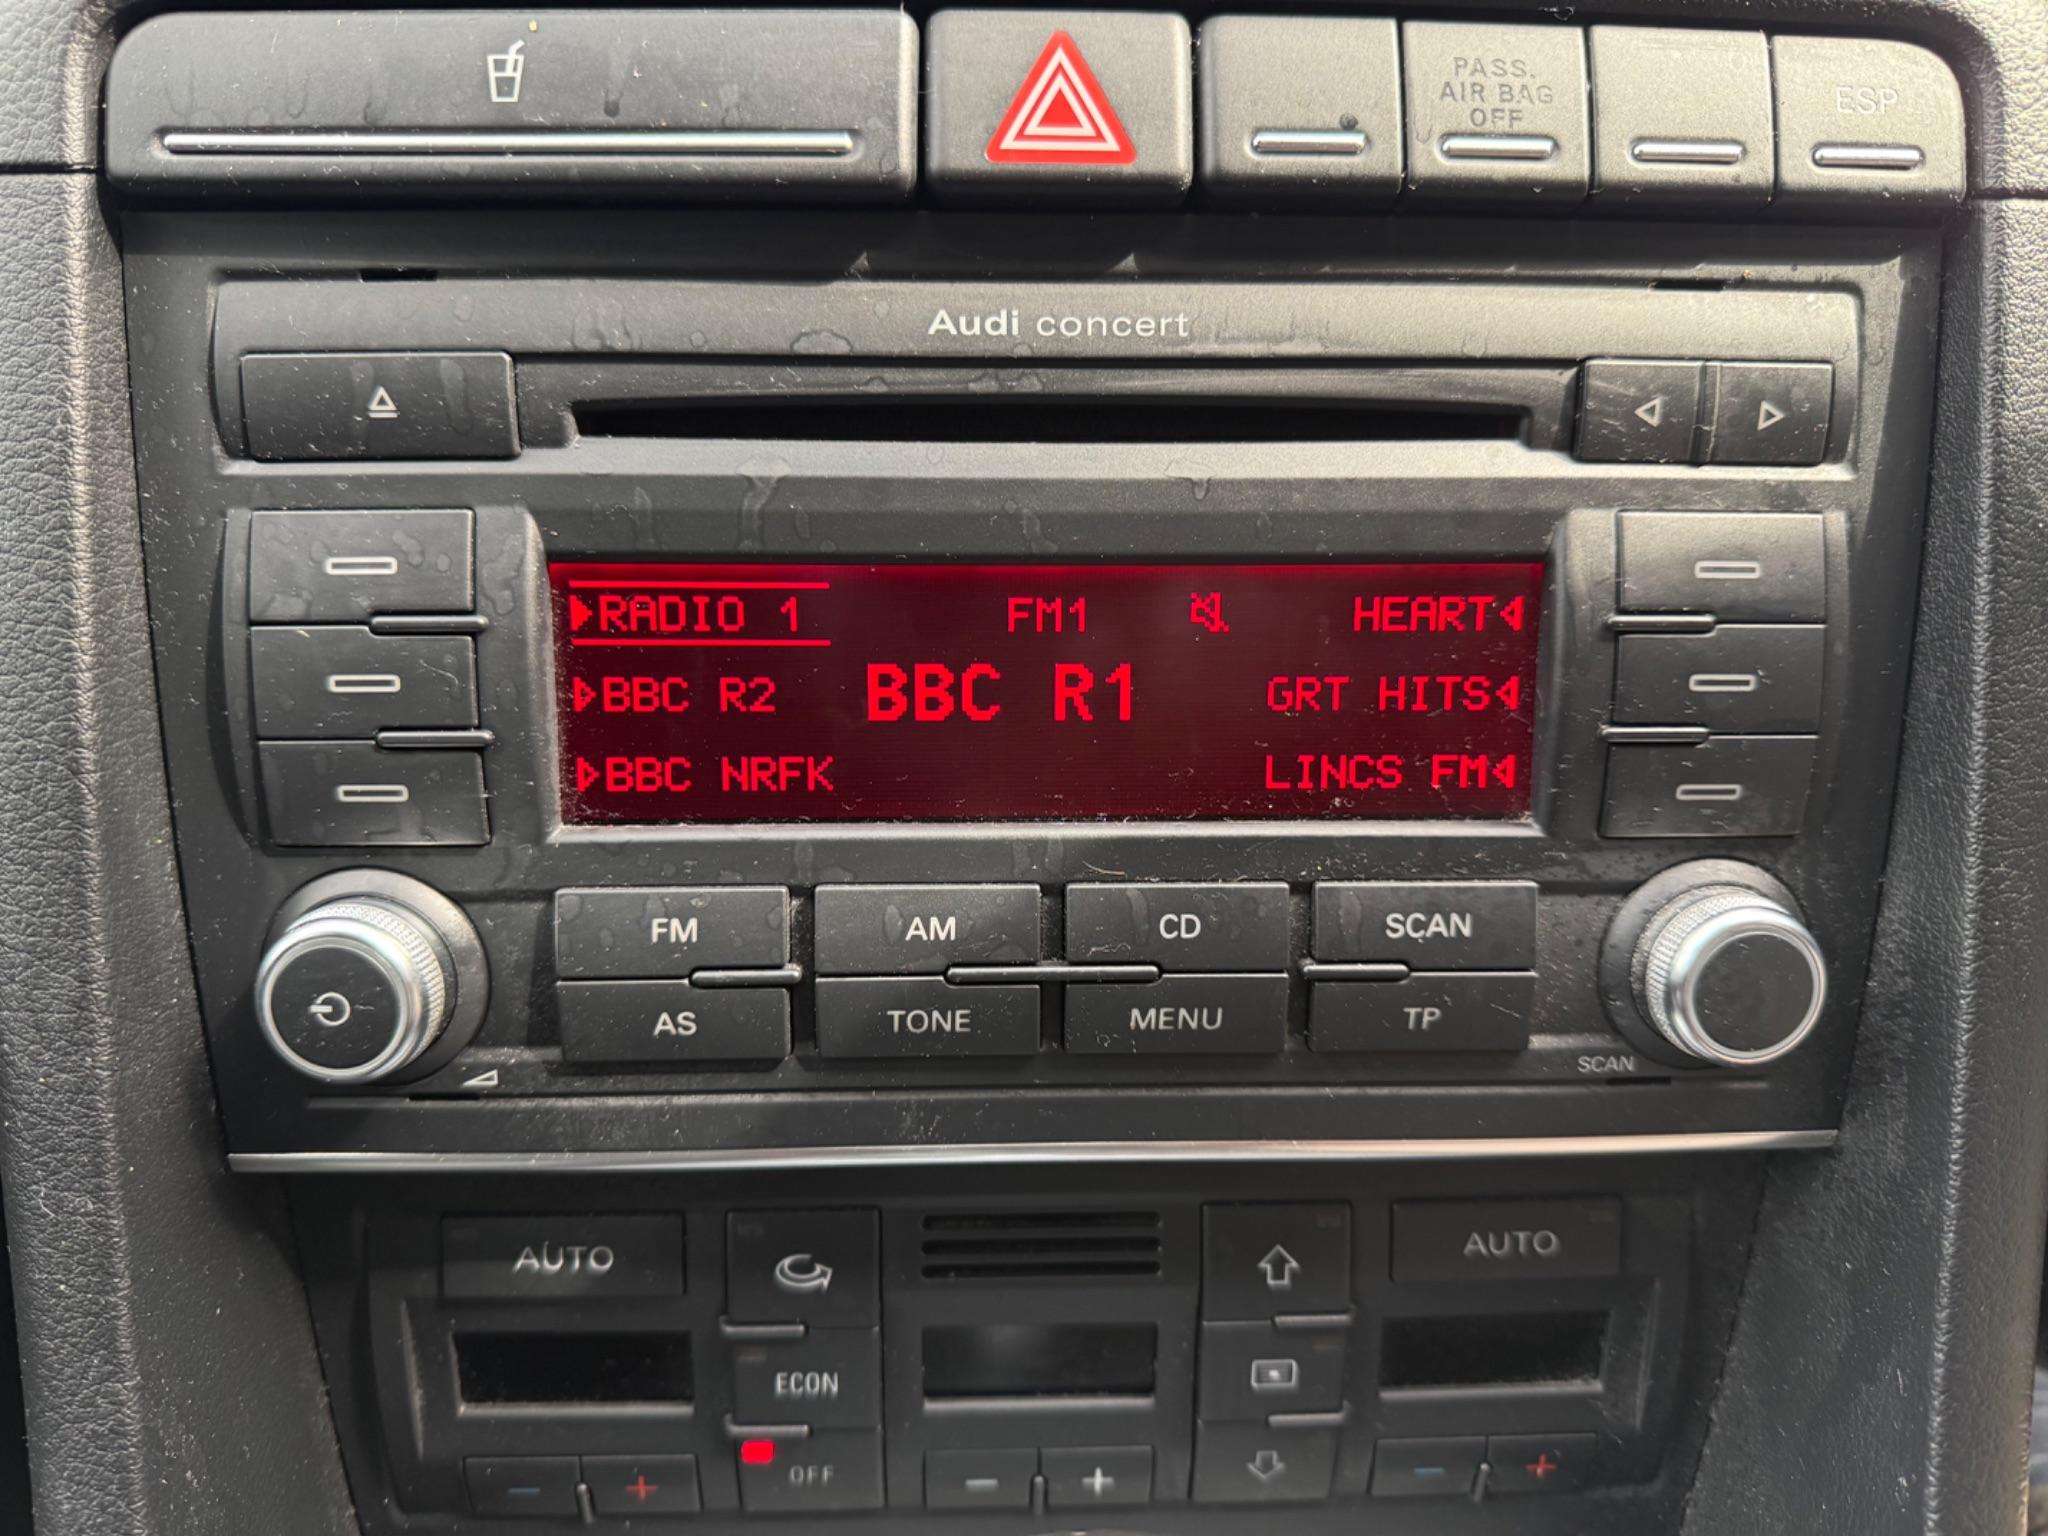 PASS.
AIR BAG
OFF
ESP
Audi concert
RADIO 1 FM1 HEART
BBC R2 BBC R1 GRT HITS
BBC NRFK LINCS FM
FM AM CD SCAN
AS TONE MENU TP
SCAN
AUTO AUTO
ECON
OFF